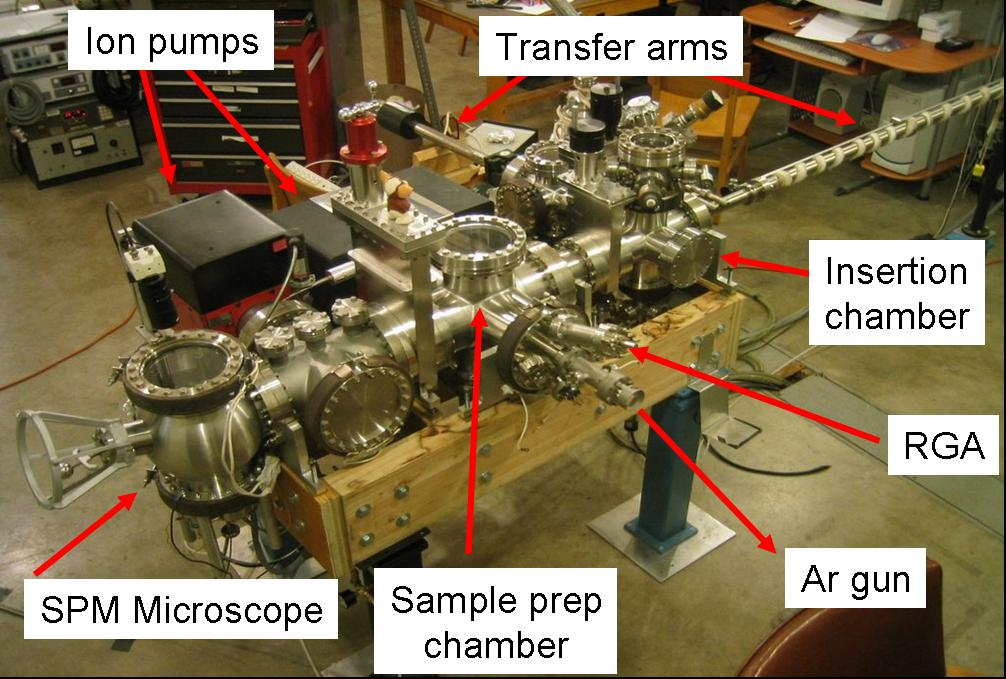 Ion pumps
Transfer arms
Insertion
chamber
RGA
Ar gun
Sample prep
chamber
SPM Microscope